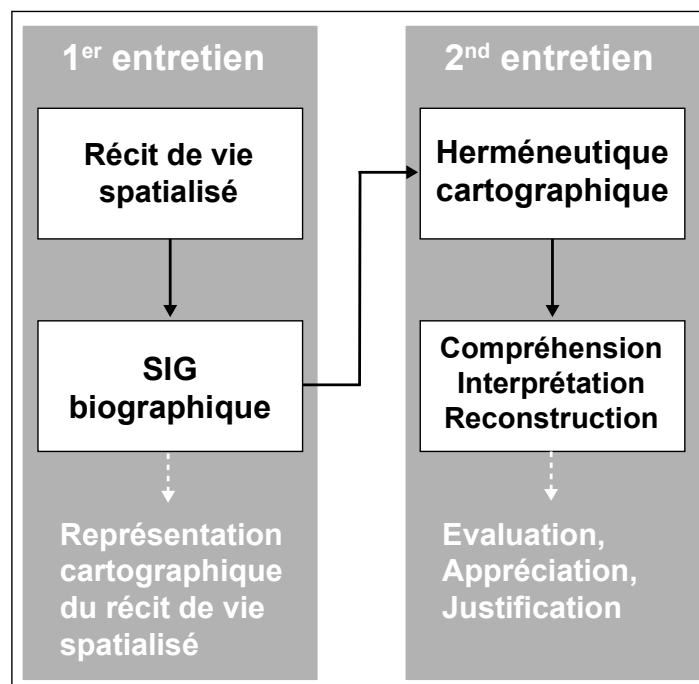 1er entretien
Récit de vie
spatialisé
SIG
biographique
Représentation
cartographique
du récit de vie
spatialisé
2nd entretien
Herméneutique
cartographique
Compréhension
Interprétation
Reconstruction
Evaluation,
Appréciation,
Justification